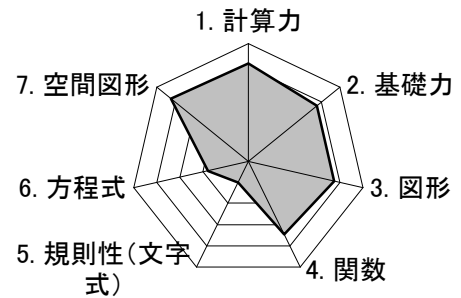 1. 計算力
2. 基礎力
3. 図形
4. 関数
5. 規則性（文字
式）
6. 方程式
7. 空間図形